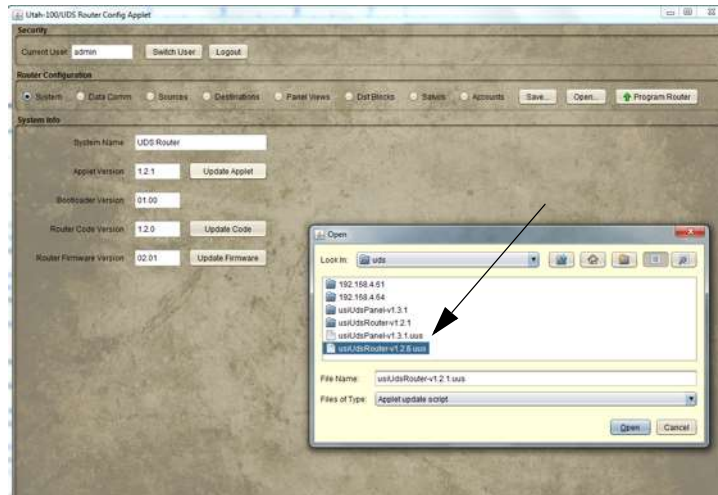 Utah-100/UDS Router Config Applet
Security
Current User admin Switch User Logout
Router Configuration
System Data Comm Sources Destinations Panel Views Dst Blocks Salvos Accounts Save... Open... Program Router
System Info
System Name UDS Router
Applet Version 1.2.1 Update Applet
Bootloader Version 01.00
Router Code Version 1.2.0 Update Code
Router Firmware Version 02.01 Update Firmware
Open
Look In: uds
192.168.4.61
192.168.4.64
usiUdsPanel-v1.3.1
usiUdsRouter-v1.2.1
usiUdsPanel-v1.3.1.uus
usiUdsRouter-v1.2.6.uus
File Name: usiUdsRouter-v1.2.1.uus
Files of Type: Applet update script
Open Cancel